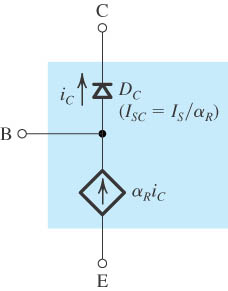 C
i_C
D_C
(I_SC = I_S/α_R)
B
α_R i_C
E